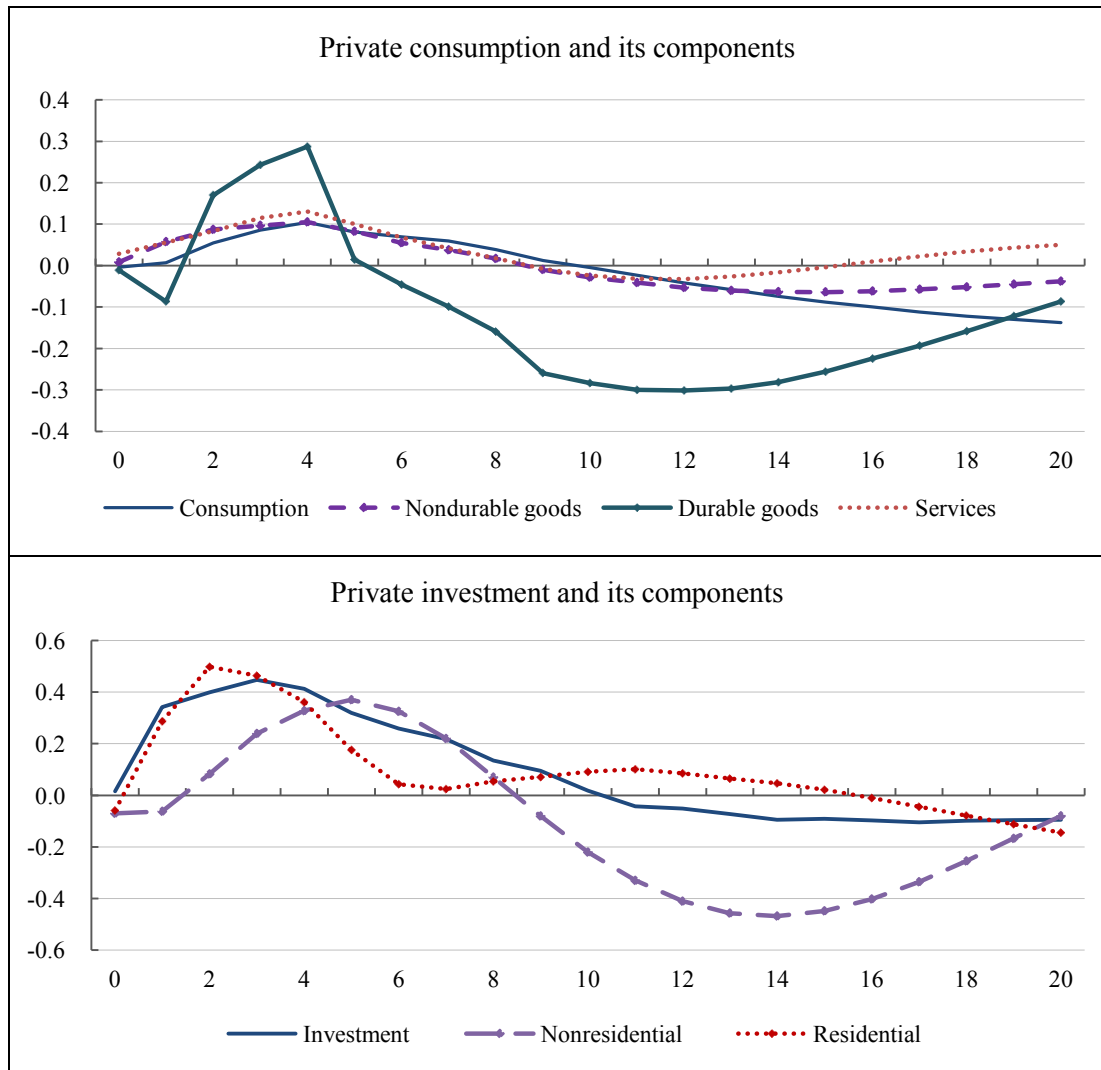 Private consumption and its components
0.4
0.3
0.2
0.1
0.0
-0.1
-0.2
-0.3
-0.4
0 2 4 6 8 10 12 14 16 18 20
Consumption Nondurable goods Durable goods Services
Private investment and its components
0.6
0.4
0.2
0.0
-0.2
-0.4
-0.6
0 2 4 6 8 10 12 14 16 18 20
Investment Nonresidential Residential